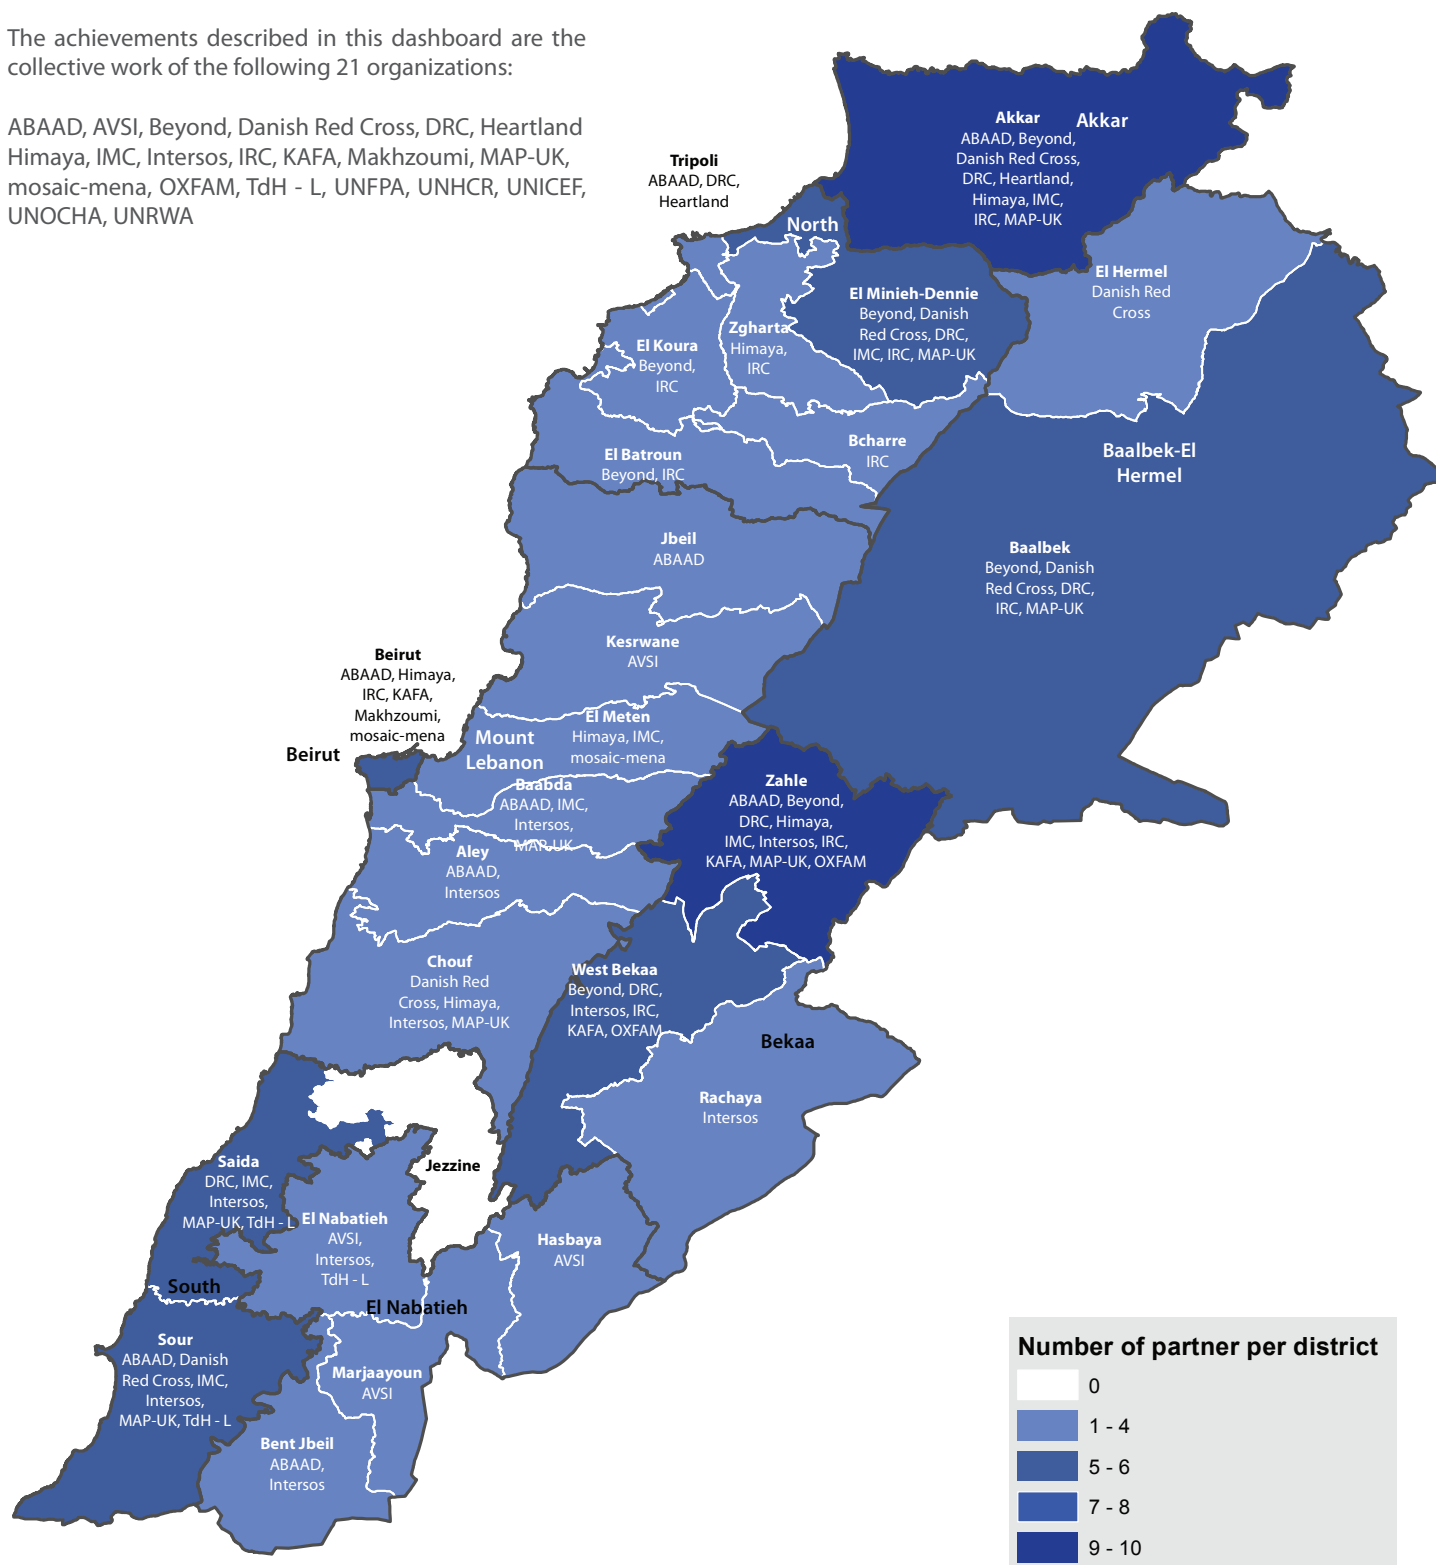 The achievements described in this dashboard are the
collective work of the following 21 organizations:
ABAAD, AVSI, Beyond, Danish Red Cross, DRC, Heartland
Himaya, IMC, Intersos, IRC, KAFA, Makhzoumi, MAP-UK,
mosaic-mena, OXFAM, TdH - L, UNFPA, UNHCR, UNICEF,
UNOCHA, UNRWA
Akkar
Akkar
ABAAD, Beyond,
Danish Red Cross,
DRC, Heartland,
Himaya, IMC,
IRC, MAP-UK
Tripoli
ABAAD, DRC,
Heartland
North
El Hermel
Danish Red
Cross
El Minieh-Dennie
Beyond, Danish
Red Cross, DRC,
IMC, IRC, MAP-UK
Zgharta
Himaya,
IRC
El Koura
Beyond,
IRC
Bcharre
IRC
El Batroun
Beyond, IRC
Baalbek-El
Hermel
Jbeil
ABAAD
Baalbek
Beyond, Danish
Red Cross, DRC,
IRC, MAP-UK
Kesrwane
AVSI
Beirut
ABAAD, Himaya,
IRC, KAFA,
Makhzoumi,
mosaic-mena
Beirut
El Meten
Himaya, IMC,
mosaic-mena
Mount
Lebanon
Baabda
ABAAD, IMC,
Intersos,
MAP-UK
Zahle
ABAAD, Beyond,
DRC, Himaya,
IMC, Intersos, IRC,
KAFA, MAP-UK, OXFAM
Aley
ABAAD,
Intersos
Chouf
Danish Red
Cross, Himaya,
Intersos, MAP-UK
West Bekaa
Beyond, DRC,
Intersos, IRC,
KAFA, OXFAM
Bekaa
Rachaya
Intersos
Jezzine
Saida
DRC, IMC,
Intersos,
MAP-UK, TdH - L
El Nabatieh
AVSI,
Intersos,
TdH - L
Hasbaya
AVSI
South
El Nabatieh
Sour
ABAAD, Danish
Red Cross, IMC,
Intersos,
MAP-UK, TdH - L
Marjaayoun
AVSI
Bent Jbeil
ABAAD,
Intersos
Number of partner per district
0
1 - 4
5 - 6
7 - 8
9 - 10